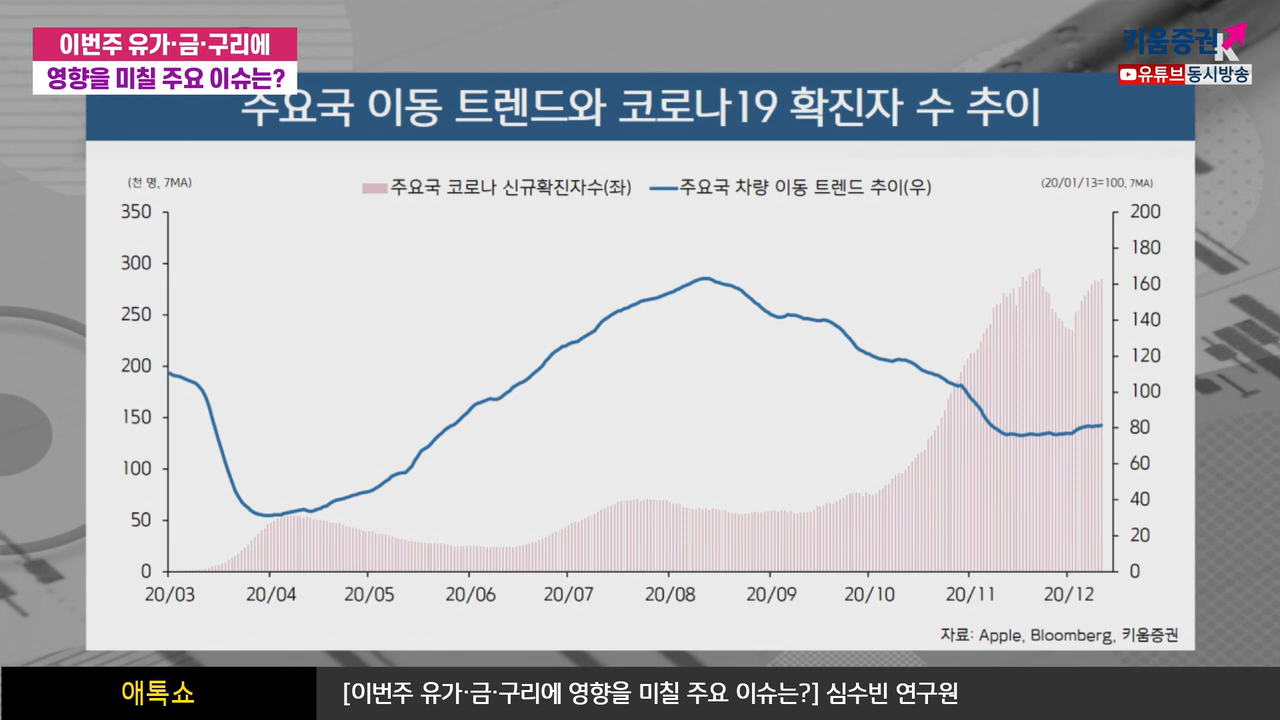 이번주 유가·금·구리에
영향을 미칠 주요 이슈는?
키움증권
유튜브 동시방송
주요국 이동 트렌드와 코로나19 확진자 수 추이
(천 명, 7MA)
주요국 코로나 신규확진자수(좌)
주요국 차량 이동 트렌드 추이(우)
(20/01/13=100, 7MA)
350
300
250
200
150
100
50
0
200
180
160
140
120
100
80
60
40
20
0
20/03 20/04 20/05 20/06 20/07 20/08 20/09 20/10 20/11 20/12
자료: Apple, Bloomberg, 키움증권
애톡쇼
[이번주 유가·금·구리에 영향을 미칠 주요 이슈는?] 심수빈 연구원